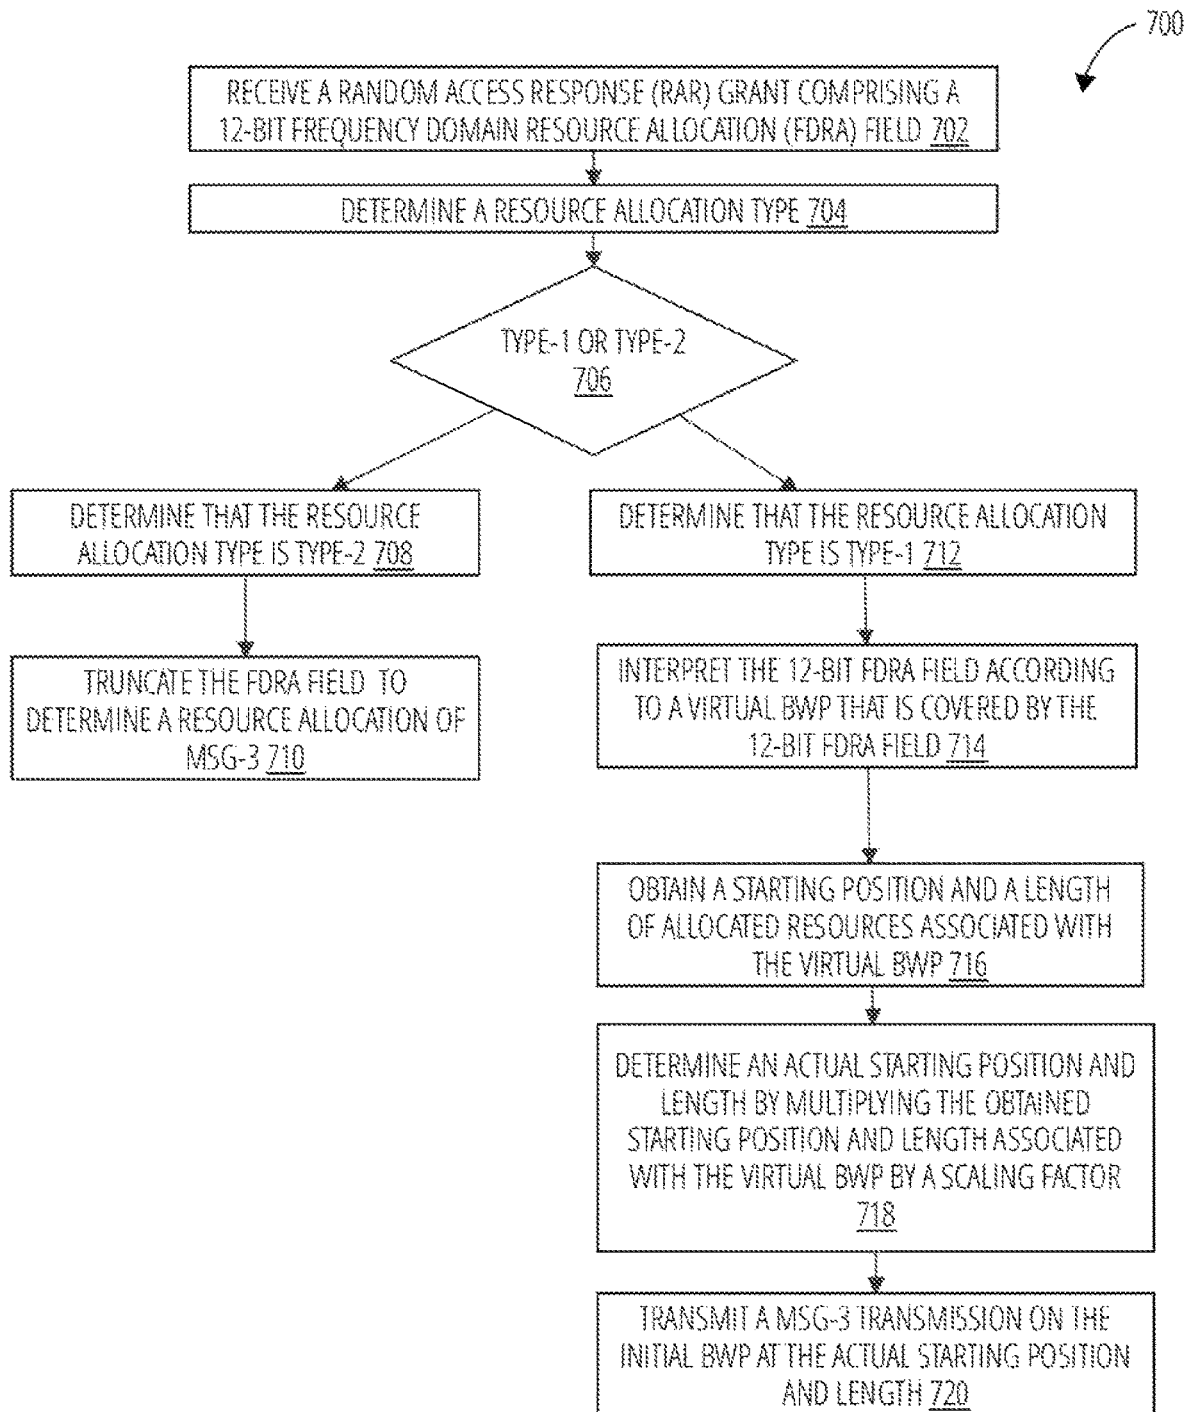 700
RECEIVE A RANDOM ACCESS RESPONSE (RAR) GRANT COMPRISING A
12-BIT FREQUENCY DOMAIN RESOURCE ALLOCATION (FDRA) FIELD 702
DETERMINE A RESOURCE ALLOCATION TYPE 704
TYPE-1 OR TYPE-2
706
DETERMINE THAT THE RESOURCE
ALLOCATION TYPE IS TYPE-2 708
TRUNCATE THE FDRA FIELD TO
DETERMINE A RESOURCE ALLOCATION OF
MSG-3 710
DETERMINE THAT THE RESOURCE ALLOCATION
TYPE IS TYPE-1 712
INTERPRET THE 12-BIT FDRA FIELD ACCORDING
TO A VIRTUAL BWP THAT IS COVERED BY THE
12-BIT FDRA FIELD 714
OBTAIN A STARTING POSITION AND A LENGTH
OF ALLOCATED RESOURCES ASSOCIATED WITH
THE VIRTUAL BWP 716
DETERMINE AN ACTUAL STARTING POSITION AND
LENGTH BY MULTIPLYING THE OBTAINED
STARTING POSITION AND LENGTH ASSOCIATED
WITH THE VIRTUAL BWP BY A SCALING FACTOR
718
TRANSMIT A MSG-3 TRANSMISSION ON THE
INITIAL BWP AT THE ACTUAL STARTING POSITION
AND LENGTH 720